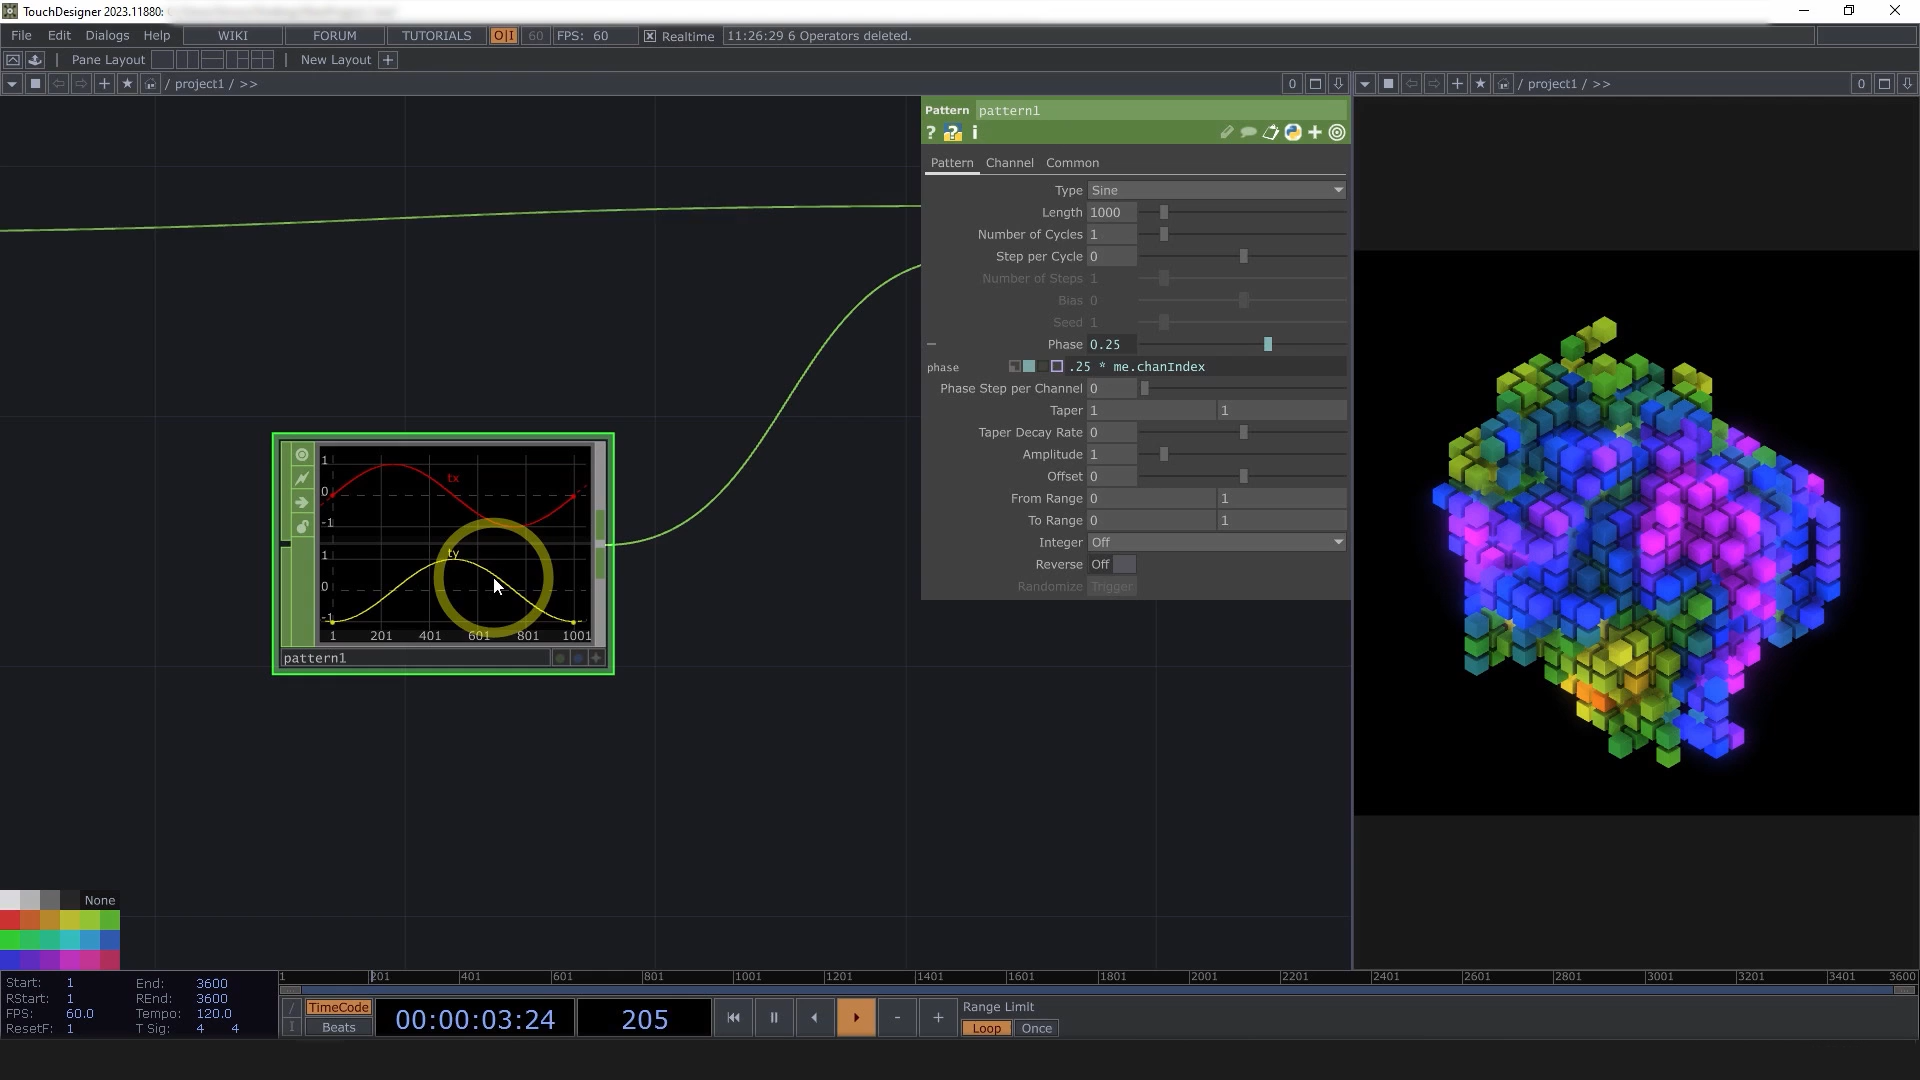 TouchDesigner 2023.11880:
File Edit Dialogs Help WIKI FORUM TUTORIALS O|I 60 FPS: 60 Realtime 11:26:29 6 Operators deleted.
Pane Layout New Layout +
/ project1 / >> 0 / project1 / >> 0
Pattern pattern1
? ? i
Pattern Channel Common
Type Sine
Length 1000
Number of Cycles 1
Step per Cycle 0
Number of Steps 1
Bias 0
Seed 1
Phase 0.25
phase .25 * me.chanIndex
Phase Step per Channel 0
Taper 1 1
Taper Decay Rate 0
Amplitude 1
Offset 0
From Range 0 1
To Range 0 1
Integer Off
Reverse Off
Randomize Trigger
1
tx
0
-1
1
ty
0
-1
1 201 401 601 801 1001
pattern1
None
1 201 401 601 801 1001 1201 1401 1601 1801 2001 2201 2401 2601 2801 3001 3201 3401 3600
Start: 1 End: 3600
RStart: 1 REnd: 3600
FPS: 60.0 Tempo: 120.0
ResetF: 1 T Sig: 4 4
TimeCode
Beats
00:00:03:24
205
- +
Range Limit
Loop Once